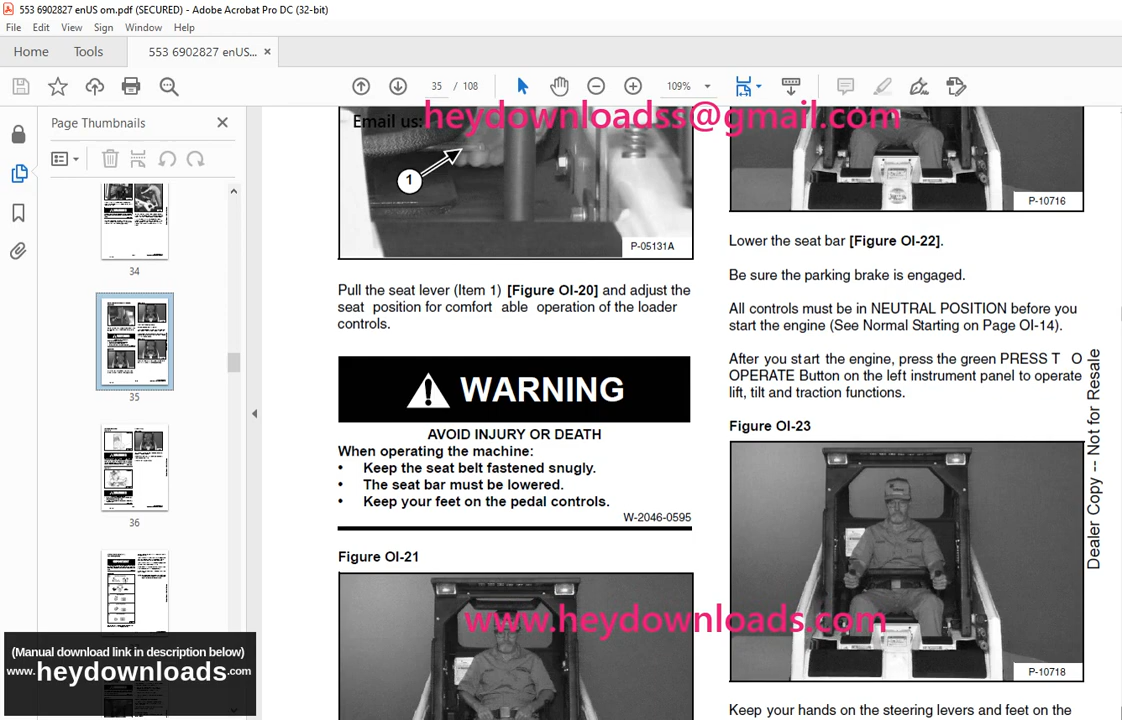 553 6902827 enUS om.pdf (SECURED) - Adobe Acrobat Pro DC (32-bit)
File Edit View Sign Window Help
Home Tools 553 6902827 enUS... ×
35 / 108 109%
Page Thumbnails
34
35
36
(Manual download link in description below)
www.heydownloads.com
Email us: heydownloadss@gmail.com
1
P-05131A
Pull the seat lever (Item 1) [Figure OI-20] and adjust the
seat position for comfort able operation of the loader
controls.
WARNING
AVOID INJURY OR DEATH
When operating the machine:
• Keep the seat belt fastened snugly.
• The seat bar must be lowered.
• Keep your feet on the pedal controls.
W-2046-0595
Figure OI-21
www.heydownloads.com
P-10716
Lower the seat bar [Figure OI-22].
Be sure the parking brake is engaged.
All controls must be in NEUTRAL POSITION before you
start the engine (See Normal Starting on Page OI-14).
After you st art the engine, press the green PRESS T O
OPERATE Button on the left instrument panel to operate
lift, tilt and traction functions.
Figure OI-23
P-10718
Keep your hands on the steering levers and feet on the
Dealer Copy -- Not for Resale